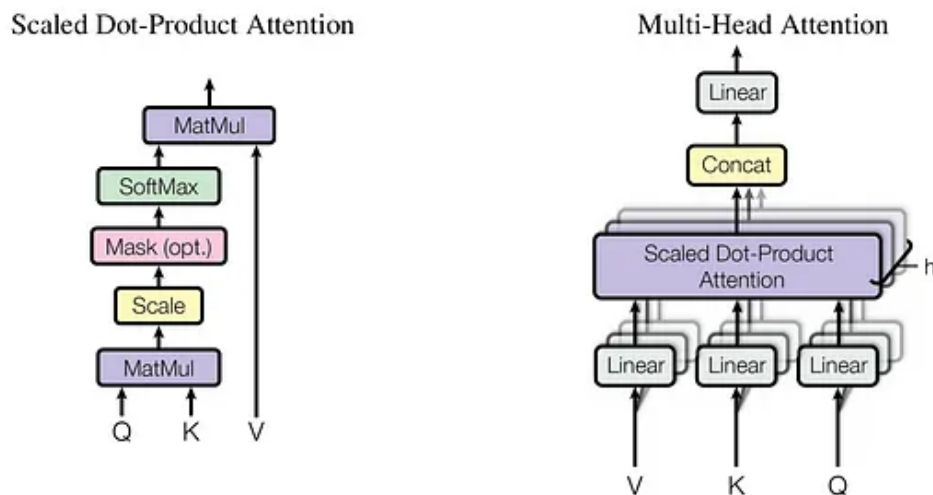 Scaled Dot-Product Attention
MatMul
SoftMax
Mask (opt.)
Scale
MatMul
Q K V
Multi-Head Attention
Linear
Concat
Scaled Dot-Product
Attention
h
Linear Linear Linear
V K Q